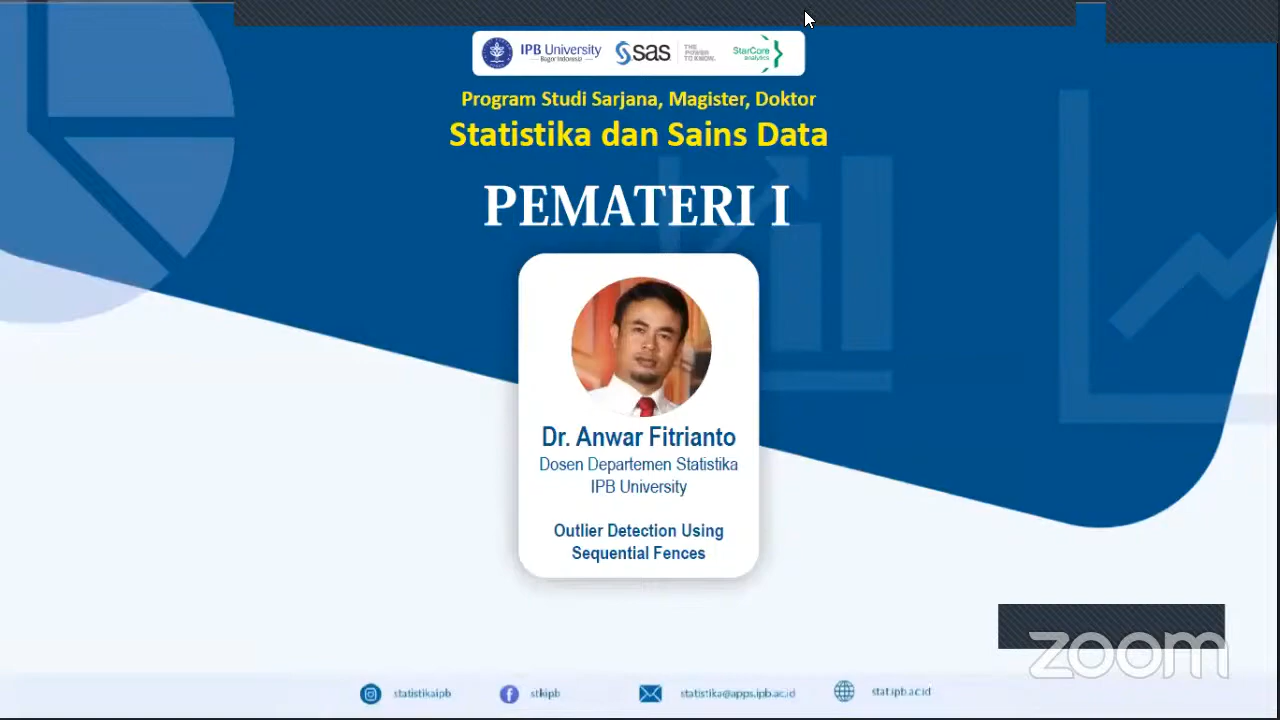 IPB University
Bogor Indonesia
sas
THE
POWER
TO KNOW.
StarCore
analytics
Program Studi Sarjana, Magister, Doktor
Statistika dan Sains Data
PEMATERI I
Dr. Anwar Fitrianto
Dosen Departemen Statistika
IPB University
Outlier Detection Using
Sequential Fences
zoom
statistikaipb
stkipb
statistika@apps.ipb.ac.id
stat.ipb.ac.id